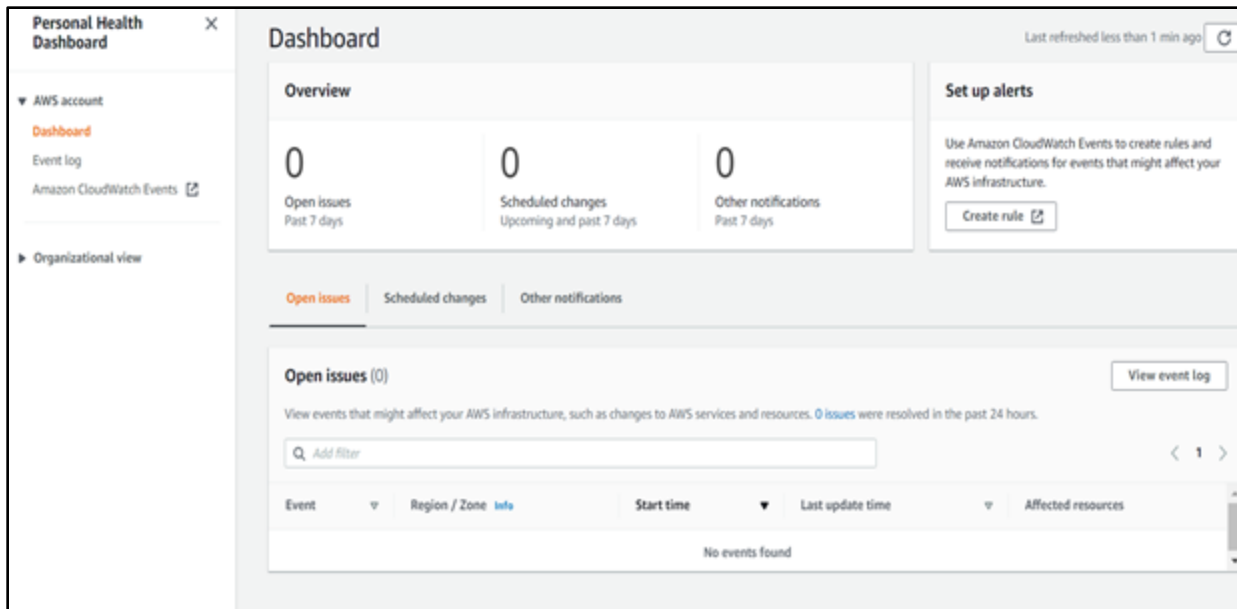 Personal Health
Dashboard
AWS account
Dashboard
Event log
Amazon CloudWatch Events
Organizational view
Dashboard
Last refreshed less than 1 min ago
Overview
0
Open issues
Past 7 days
0
Scheduled changes
Upcoming and past 7 days
0
Other notifications
Past 7 days
Set up alerts
Use Amazon CloudWatch Events to create rules and
receive notifications for events that might affect your
AWS infrastructure.
Create rule
Open issues
Scheduled changes
Other notifications
Open issues (0)
View event log
View events that might affect your AWS infrastructure, such as changes to AWS services and resources. 0 issues were resolved in the past 24 hours.
Add filter
1
Event
Region / Zone Info
Start time
Last update time
Affected resources
No events found